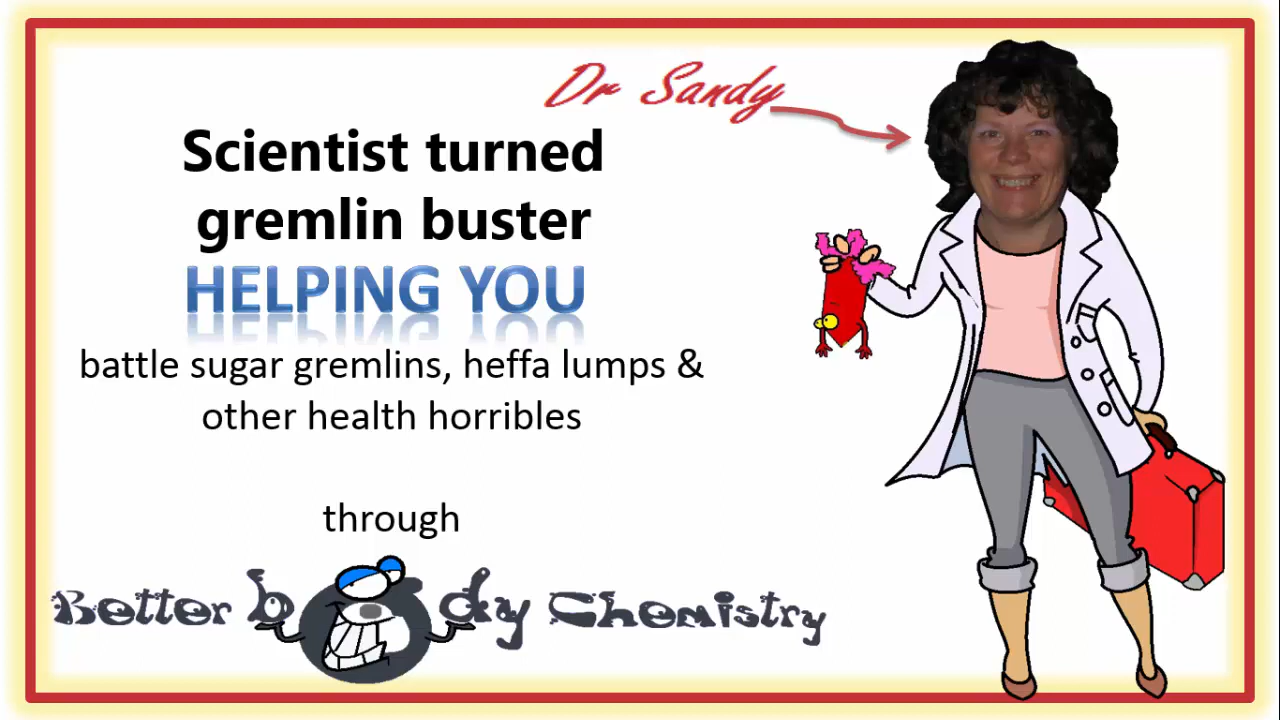 Dr Sandy
Scientist turned
gremlin buster
HELPING YOU
battle sugar gremlins, heffa lumps &
other health horribles
through
Better body Chemistry